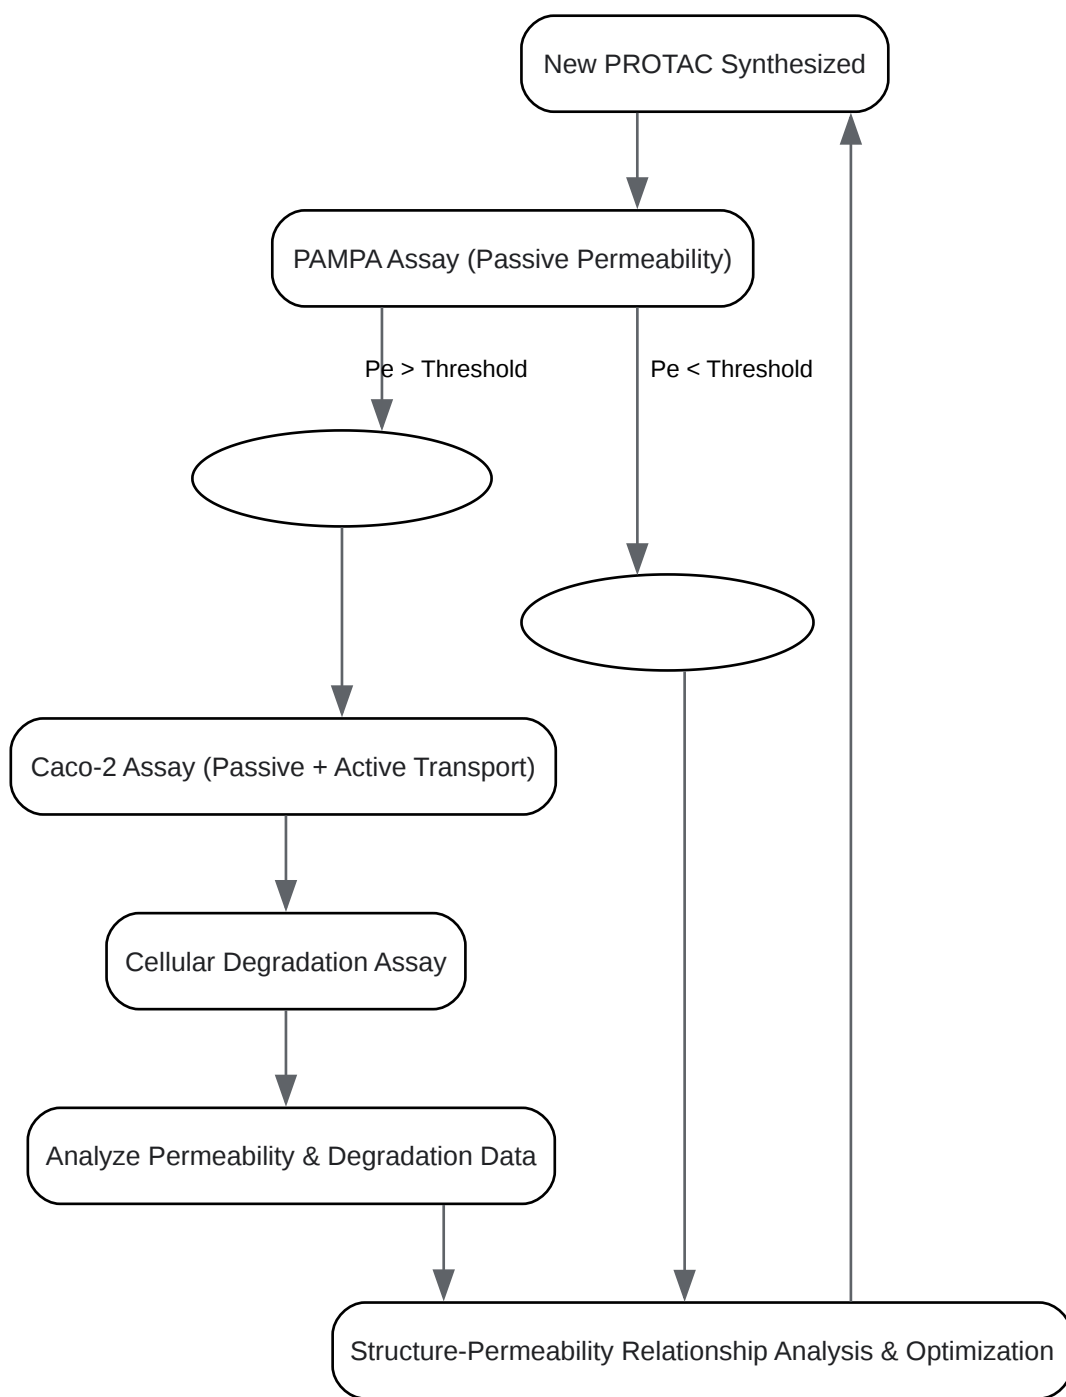 New PROTAC Synthesized
PAMPA Assay (Passive Permeability)
Pe > Threshold
Pe < Threshold
Caco-2 Assay (Passive + Active Transport)
Cellular Degradation Assay
Analyze Permeability & Degradation Data
Structure-Permeability Relationship Analysis & Optimization